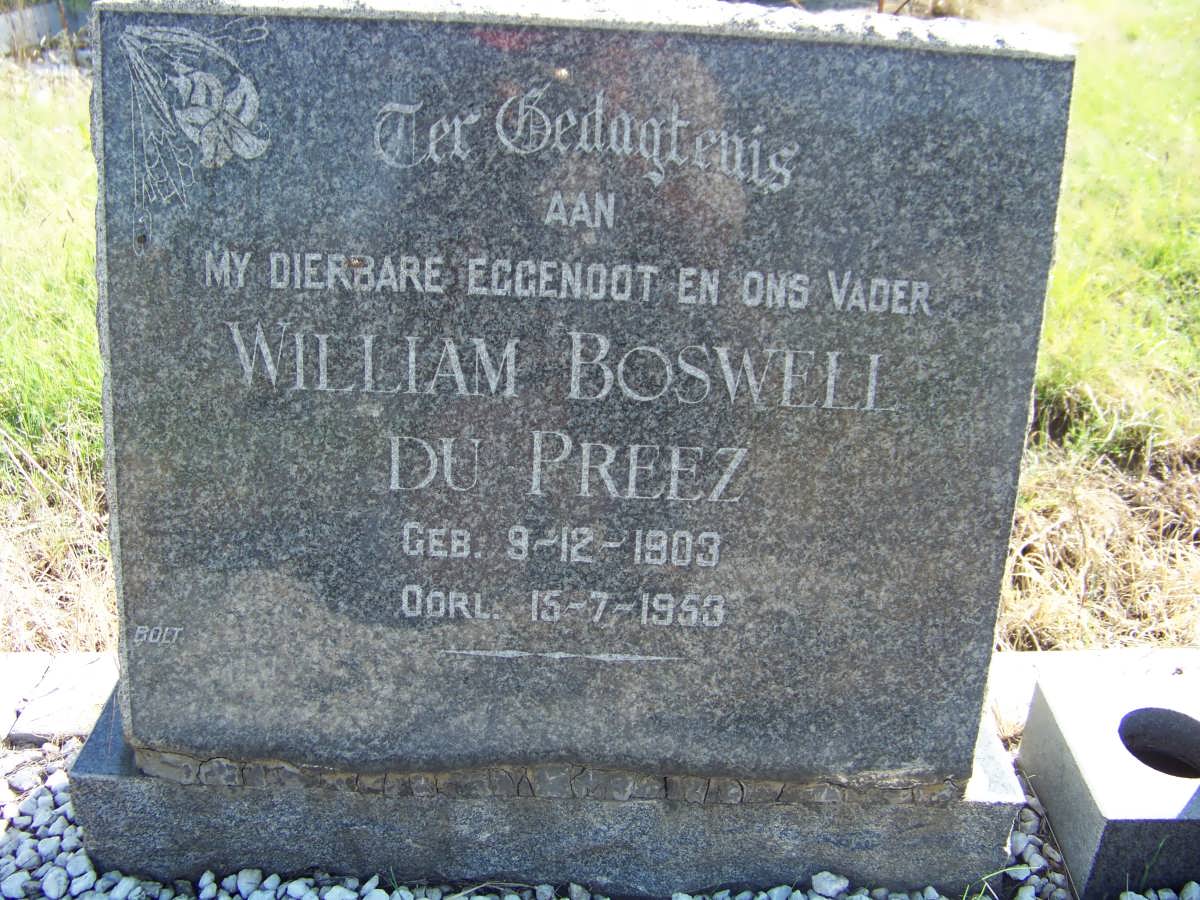 Ter Gedagtenis
AAN
MY DIERBARE EGGENOOT EN ONS VADER
WILLIAM BOSWELL
DU PREEZ
GEB. 9-12-1903
OORL. 15-7-1953
BOLT